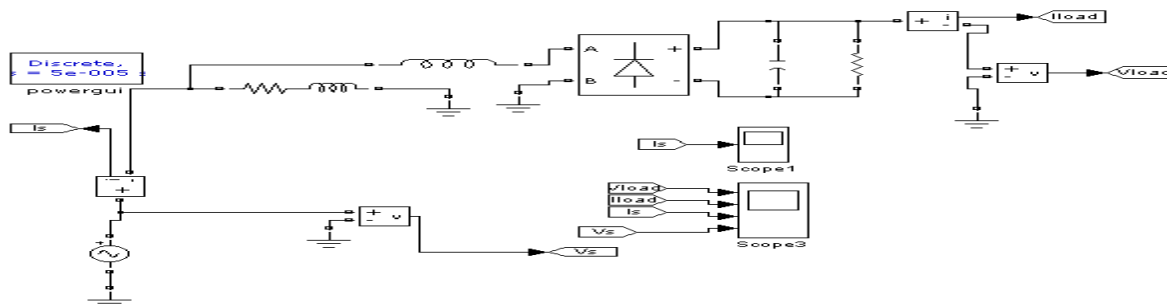 Discrete,
= 5e-005
powergui
Is
A
B
+
-
+
-
i
Iload
+
-
v
Vload
Is
Scope1
Vload
Iload
Is
Vs
Scope3
i
+
+
-
v
Vs
+